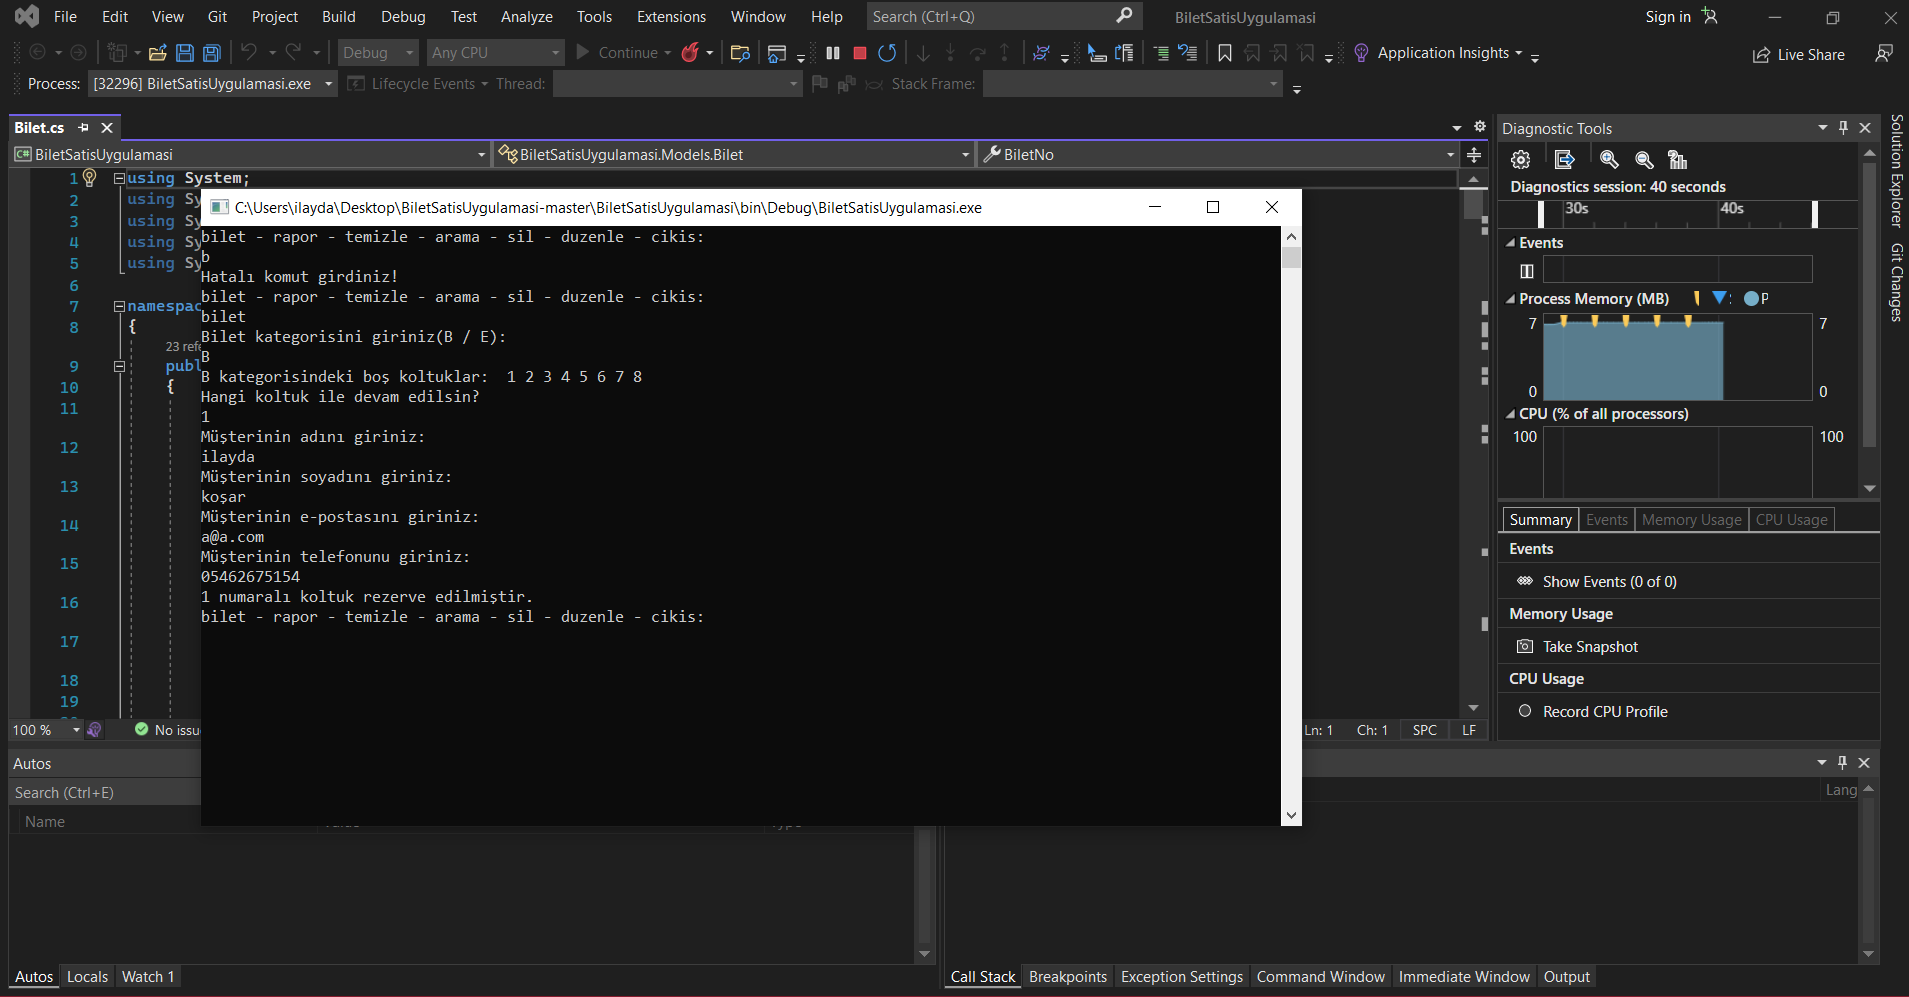 File Edit View Git Project Build Debug Test Analyze Tools Extensions Window Help Search (Ctrl+Q) BiletSatisUygulamasi Sign in
Debug Any CPU Continue Application Insights Live Share
Process: [32296] BiletSatisUygulamasi.exe Lifecycle Events Thread: Stack Frame:
Bilet.cs
C# BiletSatisUygulamasi BiletSatisUygulamasi.Models.Bilet BiletNo
1 using System;
2 using Sy
3 using Sy
4 using Sy
5 using Sy
6
7 namespac
8 {
23 refe
9 publ
10 {
11
12
13
14
15
16
17
18
19
C:\Users\ilayda\Desktop\BiletSatisUygulamasi-master\BiletSatisUygulamasi\bin\Debug\BiletSatisUygulamasi.exe
bilet - rapor - temizle - arama - sil - duzenle - cikis:
b
Hatalı komut girdiniz!
bilet - rapor - temizle - arama - sil - duzenle - cikis:
bilet
Bilet kategorisini giriniz(B / E):
B
B kategorisindeki boş koltuklar:  1 2 3 4 5 6 7 8
Hangi koltuk ile devam edilsin?
1
Müşterinin adını giriniz:
ilayda
Müşterinin soyadını giriniz:
koşar
Müşterinin e-postasını giriniz:
a@a.com
Müşterinin telefonunu giriniz:
05462675154
1 numaralı koltuk rezerve edilmiştir.
bilet - rapor - temizle - arama - sil - duzenle - cikis:
100 % No issu
Ln: 1 Ch: 1 SPC LF
Diagnostic Tools
Diagnostics session: 40 seconds
30s 40s
Events
Process Memory (MB) P
7 7
0 0
CPU (% of all processors)
100 100
Summary Events Memory Usage CPU Usage
Events
Show Events (0 of 0)
Memory Usage
Take Snapshot
CPU Usage
Record CPU Profile
Solution Explorer
Git Changes
Autos
Search (Ctrl+E)
Name
Lang
Autos Locals Watch 1
Call Stack Breakpoints Exception Settings Command Window Immediate Window Output